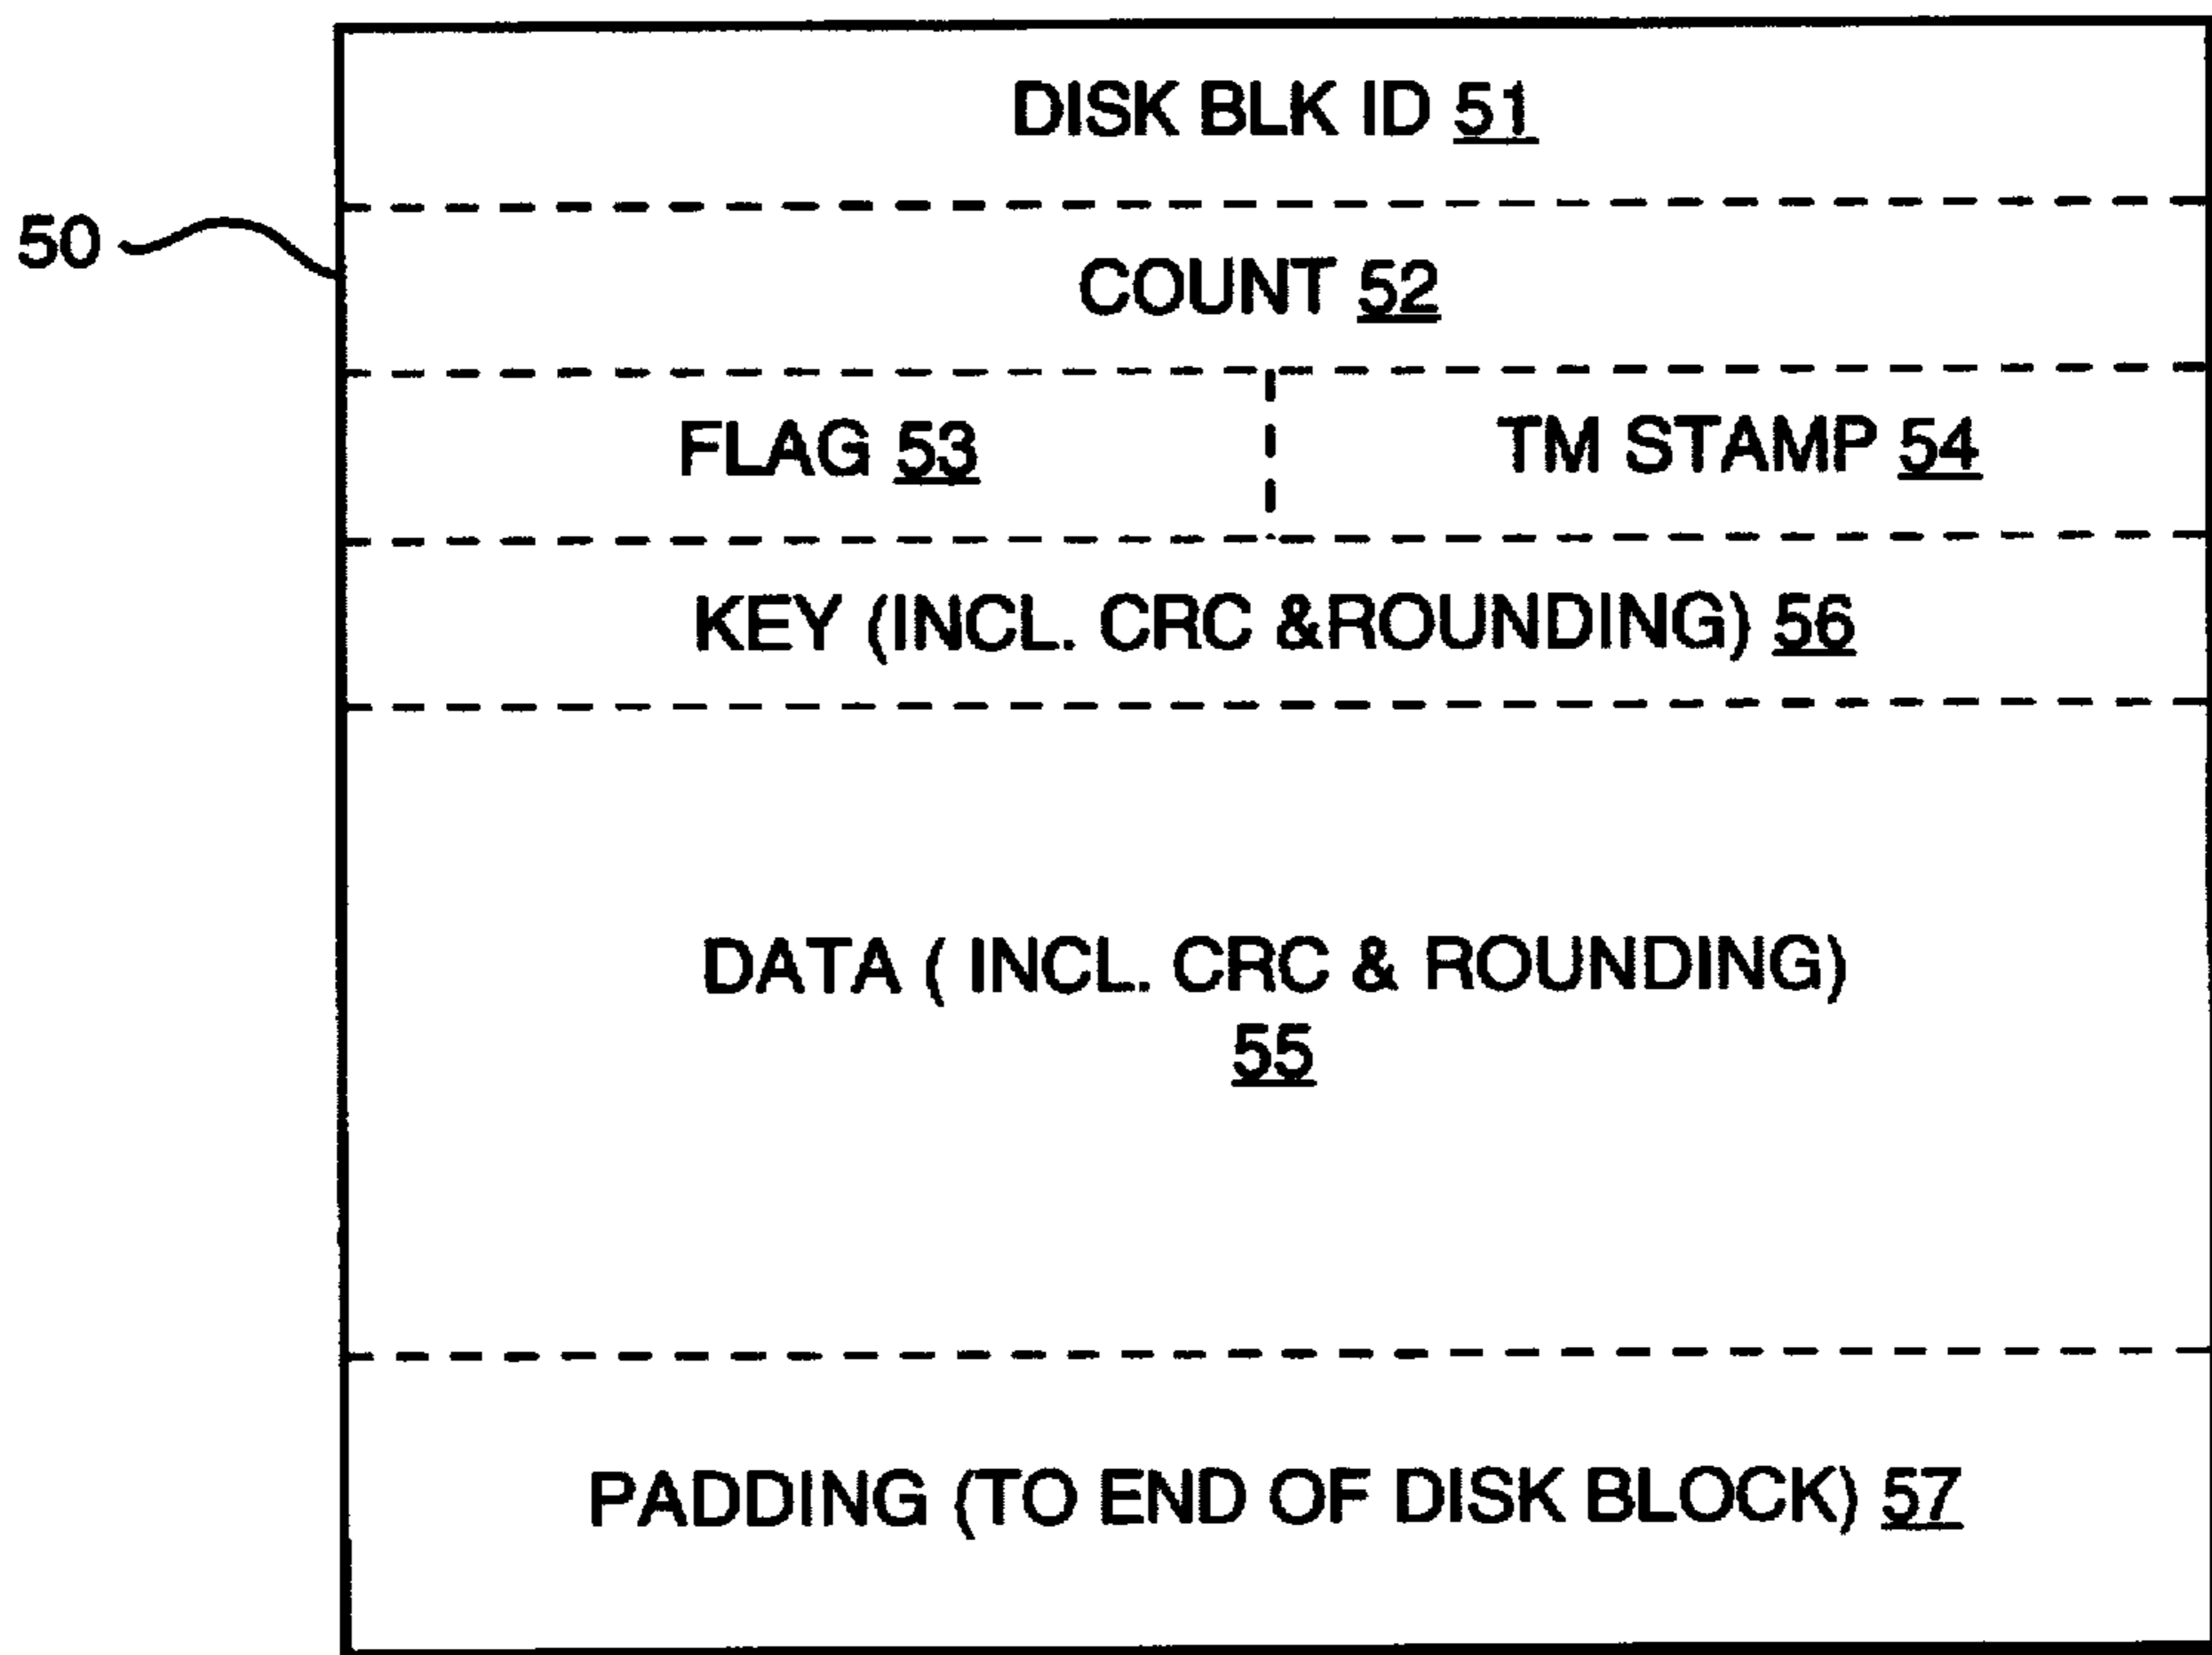 DISK BLK ID 51
50
COUNT 52
FLAG 53 TM STAMP 54
KEY (INCL. CRC &ROUNDING) 56
DATA ( INCL. CRC & ROUNDING)
55
PADDING (TO END OF DISK BLOCK) 57